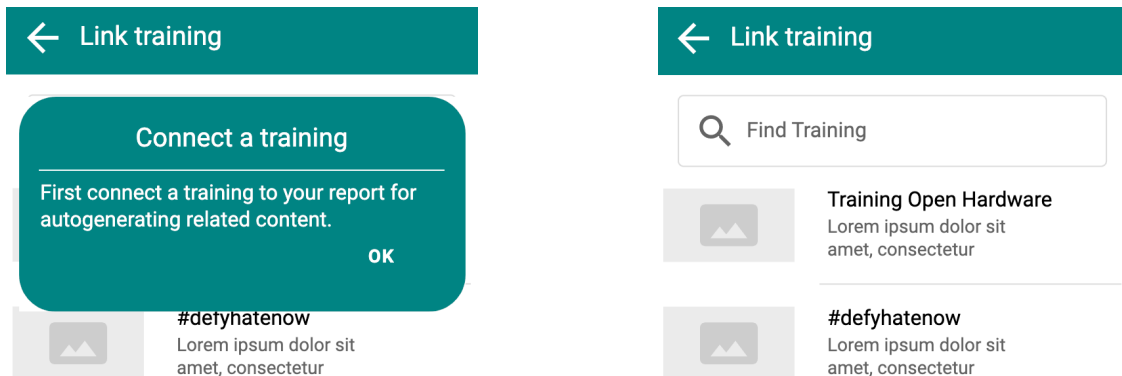 Link training
Connect a training
First connect a training to your report for
autogenerating related content.
OK
#defyhatenow
Lorem ipsum dolor sit
amet, consectetur
Link training
Find Training
Training Open Hardware
Lorem ipsum dolor sit
amet, consectetur
#defyhatenow
Lorem ipsum dolor sit
amet, consectetur